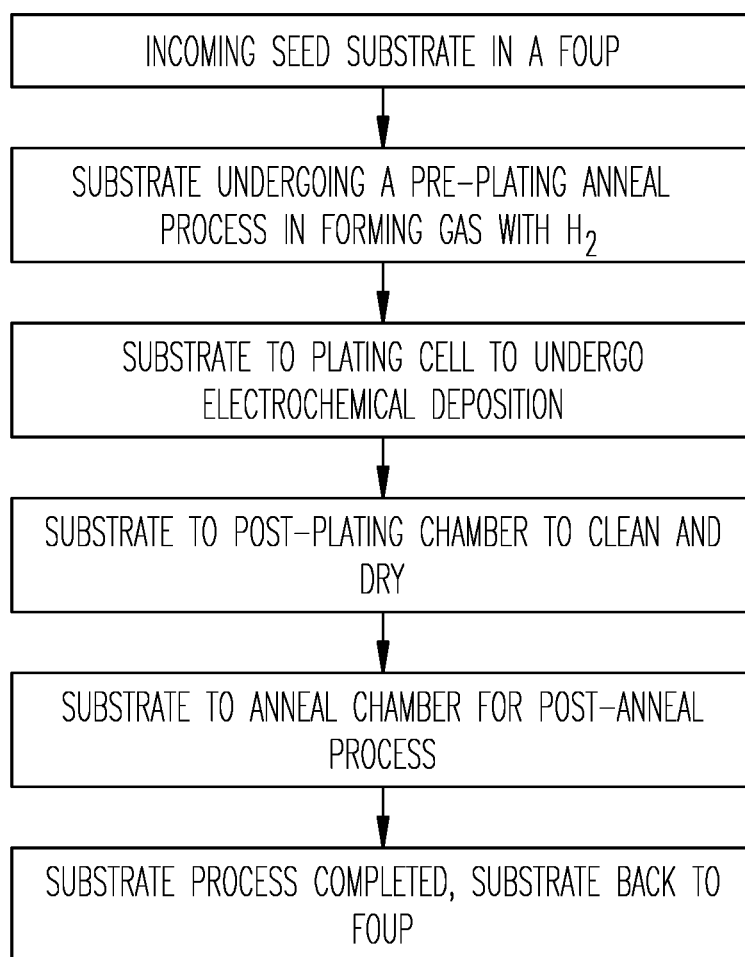 INCOMING SEED SUBSTRATE IN A FOUP
SUBSTRATE UNDERGOING A PRE-PLATING ANNEAL
PROCESS IN FORMING GAS WITH H₂
SUBSTRATE TO PLATING CELL TO UNDERGO
ELECTROCHEMICAL DEPOSITION
SUBSTRATE TO POST-PLATING CHAMBER TO CLEAN AND
DRY
SUBSTRATE TO ANNEAL CHAMBER FOR POST-ANNEAL
PROCESS
SUBSTRATE PROCESS COMPLETED, SUBSTRATE BACK TO
FOUP